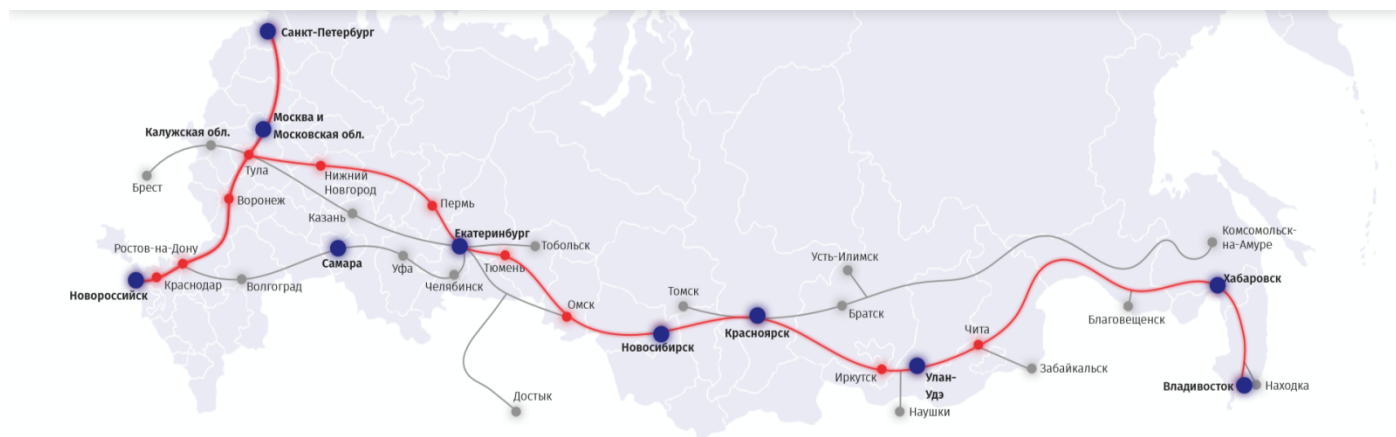 Санкт-Петербург
Москва и
Московская обл.
Калужская обл.
Тула
Брест
Нижний
Новгород
Воронеж
Пермь
Казань
Екатеринбург
Комсомольск-
на-Амуре
Ростов-на-Дону
Тобольск
Самара
Уфа
Тюмень
Усть-Илимск
Хабаровск
Новороссийск
Краснодар
Волгоград
Челябинск
Омск
Томск
Братск
Благовещенск
Новосибирск
Красноярск
Чита
Иркутск
Улан-
Удэ
Забайкальск
Владивосток
Находка
Достык
Наушки